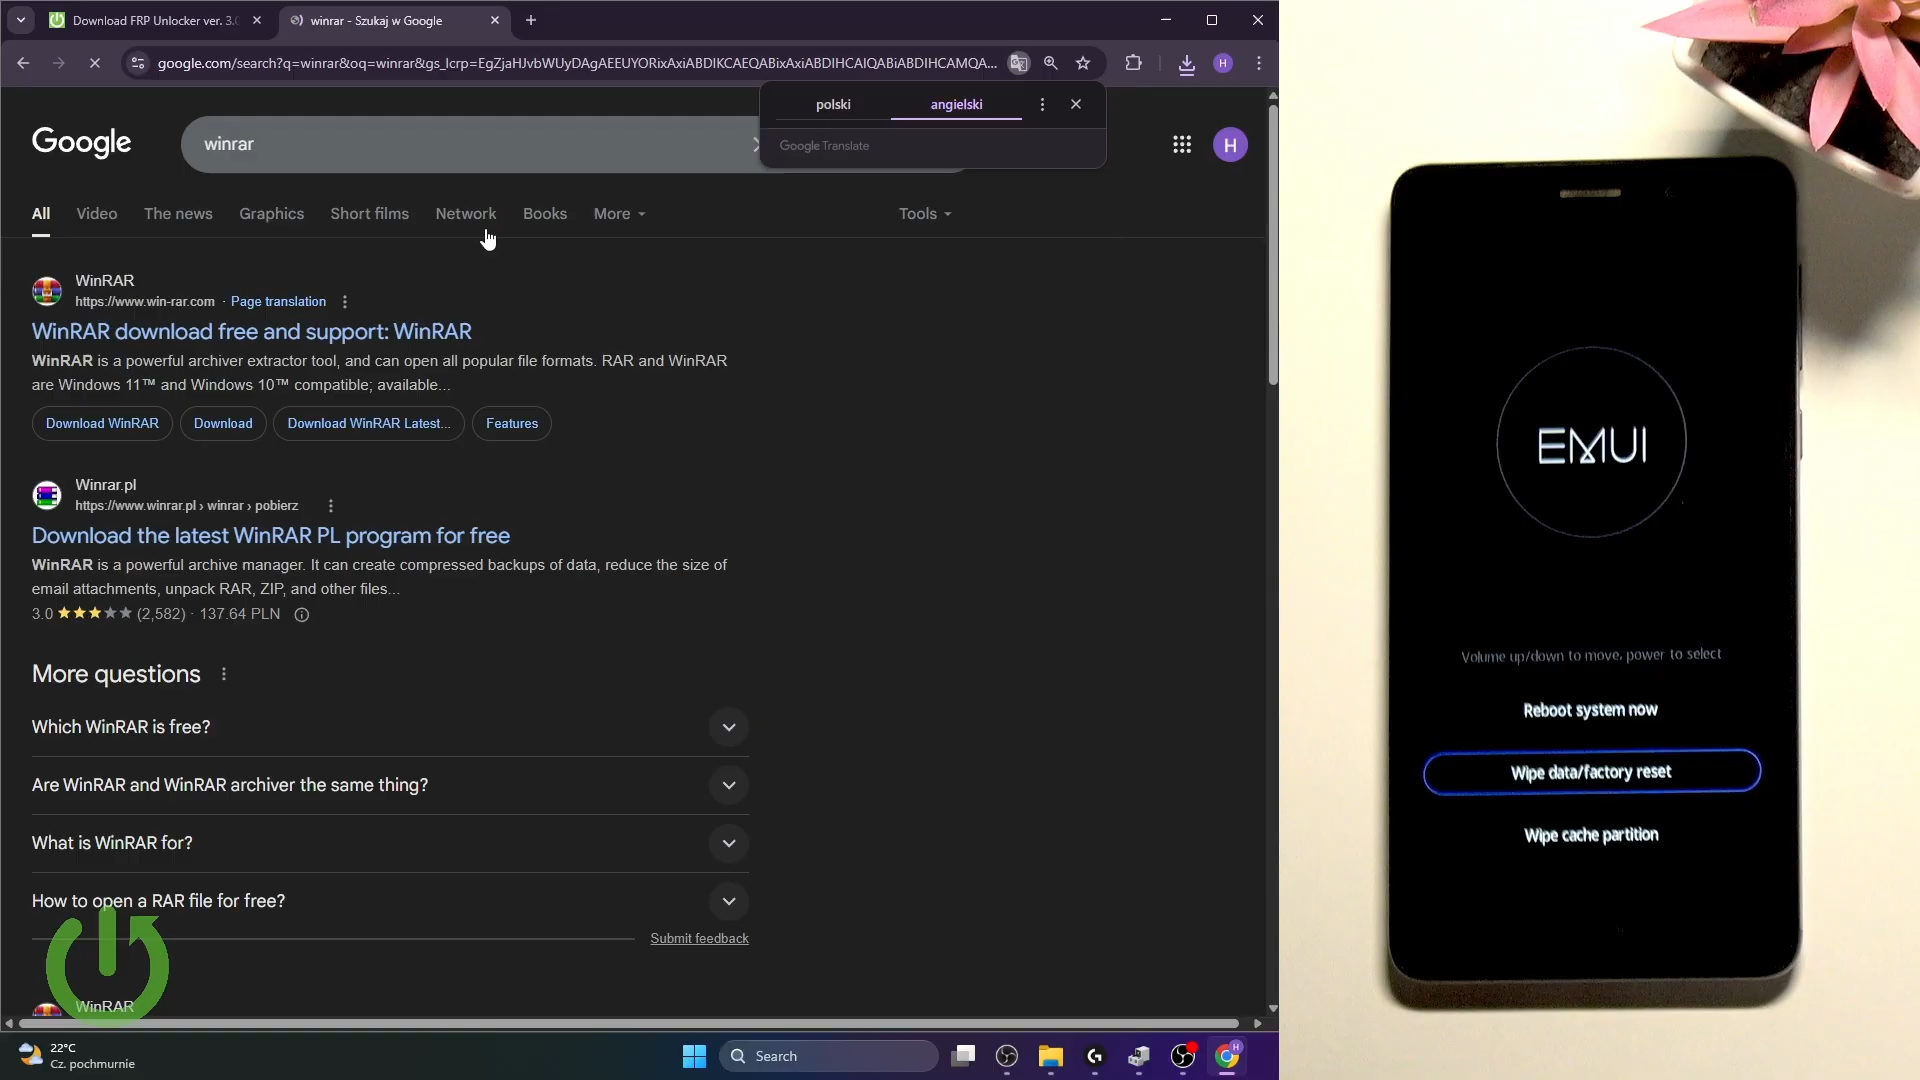 Download FRP Unlocker ver. 3.0
winrar - Szukaj w Google
google.com/search?q=winrar&oq=winrar&gs_lcrp=EgZjaHJvbWUyDAgAEEUYORixAxiABDIKCAEQABixAxiABDIHCAIQABiABDIHCAMQA...
H
polski
angielski
Google Translate
Google
winrar
H
All
Video
The news
Graphics
Short films
Network
Books
More
Tools
WinRAR
https://www.win-rar.com · Page translation
WinRAR download free and support: WinRAR
WinRAR is a powerful archiver extractor tool, and can open all popular file formats. RAR and WinRAR
are Windows 11™ and Windows 10™ compatible; available...
Download WinRAR
Download
Download WinRAR Latest...
Features
Winrar.pl
https://www.winrar.pl › winrar › pobierz
Download the latest WinRAR PL program for free
WinRAR is a powerful archive manager. It can create compressed backups of data, reduce the size of
email attachments, unpack RAR, ZIP, and other files...
3.0 ★★★★★ (2,582) · 137.64 PLN
More questions
Which WinRAR is free?
Are WinRAR and WinRAR archiver the same thing?
What is WinRAR for?
How to open a RAR file for free?
Submit feedback
WinRAR
22°C
Cz. pochmurnie
Search
H
EMUI
Volume up/down to move, power to select
Reboot system now
Wipe data/factory reset
Wipe cache partition